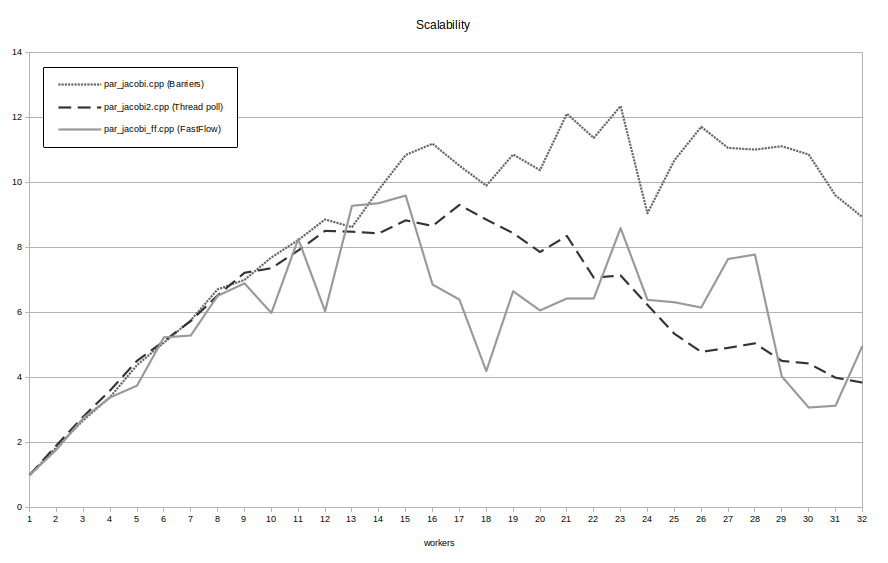 Scalability
14
12
10
8
6
4
2
0
par_jacobi.cpp (Barriers)
par_jacobi2.cpp (Thread poll)
par_jacobi_ff.cpp (FastFlow)
1 2 3 4 5 6 7 8 9 10 11 12 13 14 15 16 17 18 19 20 21 22 23 24 25 26 27 28 29 30 31 32
workers